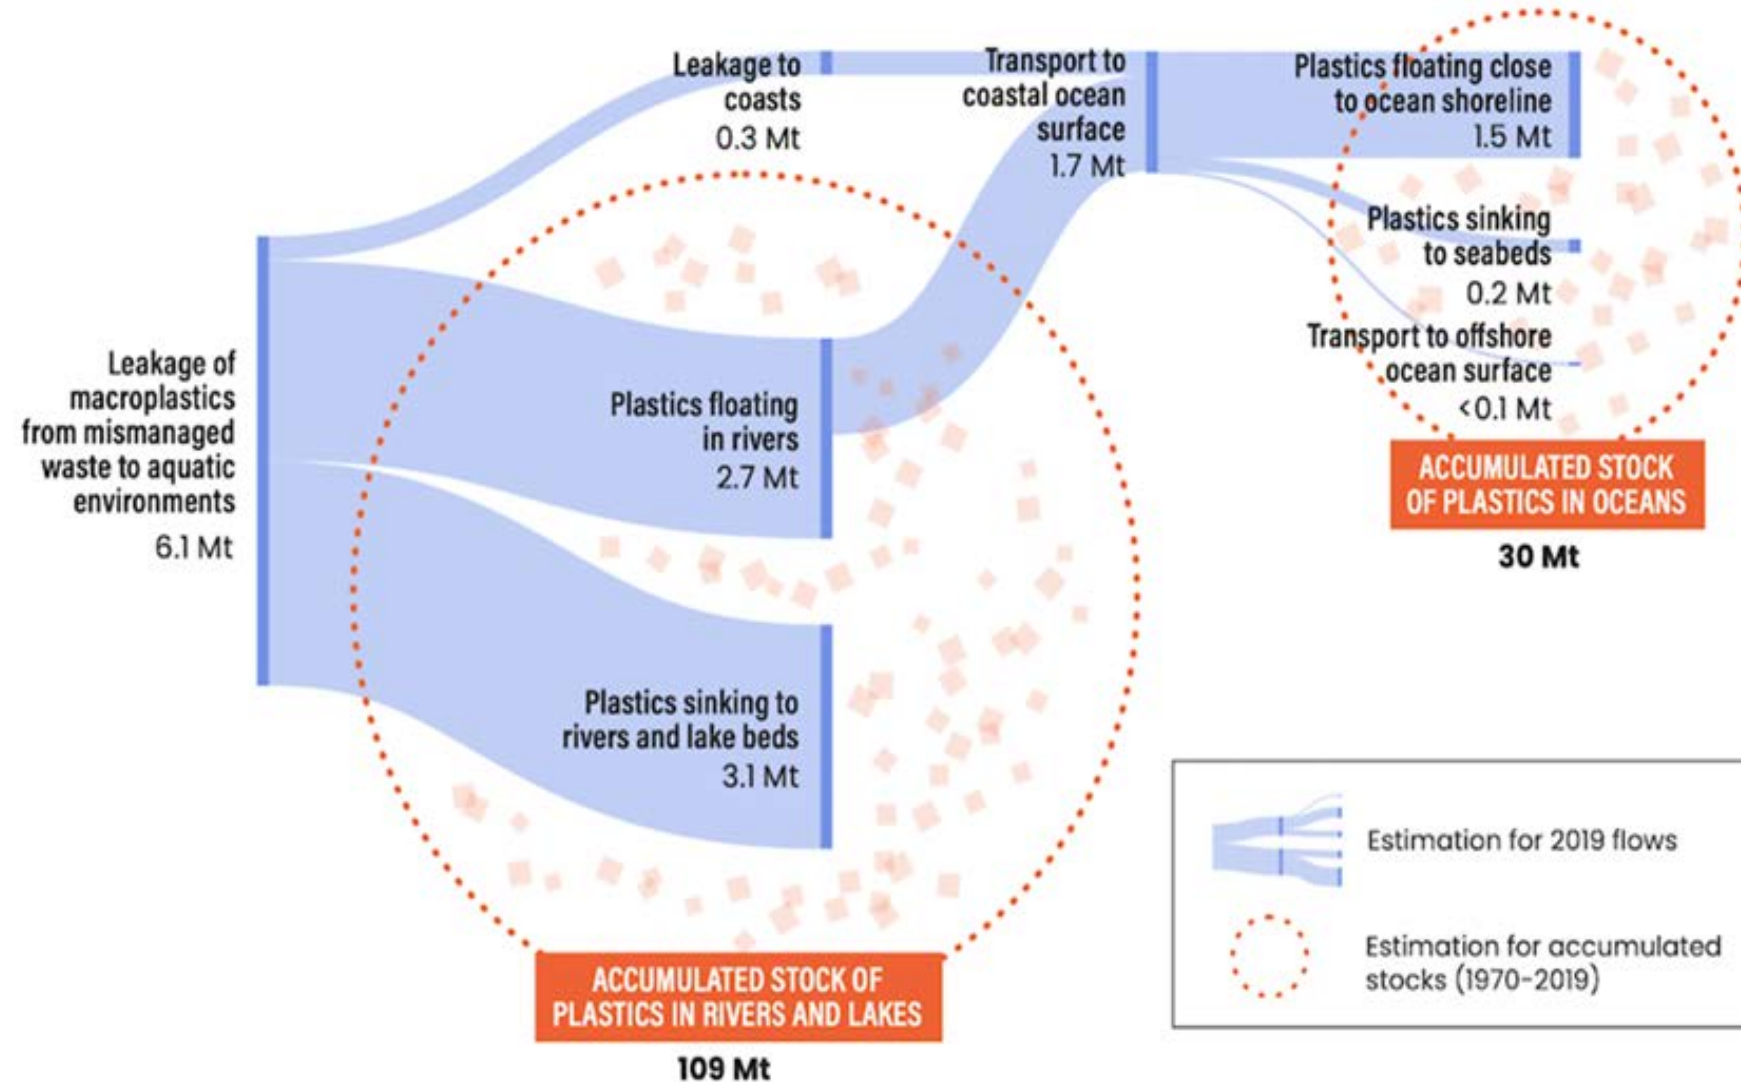 Leakage to
coasts
0.3 Mt
Transport to
coastal ocean
surface
1.7 Mt
Plastics floating close
to ocean shoreline
1.5 Mt
Plastics sinking
to seabeds
0.2 Mt
Transport to offshore
ocean surface
<0.1 Mt
ACCUMULATED STOCK
OF PLASTICS IN OCEANS
30 Mt
Leakage of
macroplastics
from mismanaged
waste to aquatic
environments
6.1 Mt
Plastics floating
in rivers
2.7 Mt
Plastics sinking to
rivers and lake beds
3.1 Mt
ACCUMULATED STOCK OF
PLASTICS IN RIVERS AND LAKES
109 Mt
Estimation for 2019 flows
Estimation for accumulated
stocks (1970-2019)